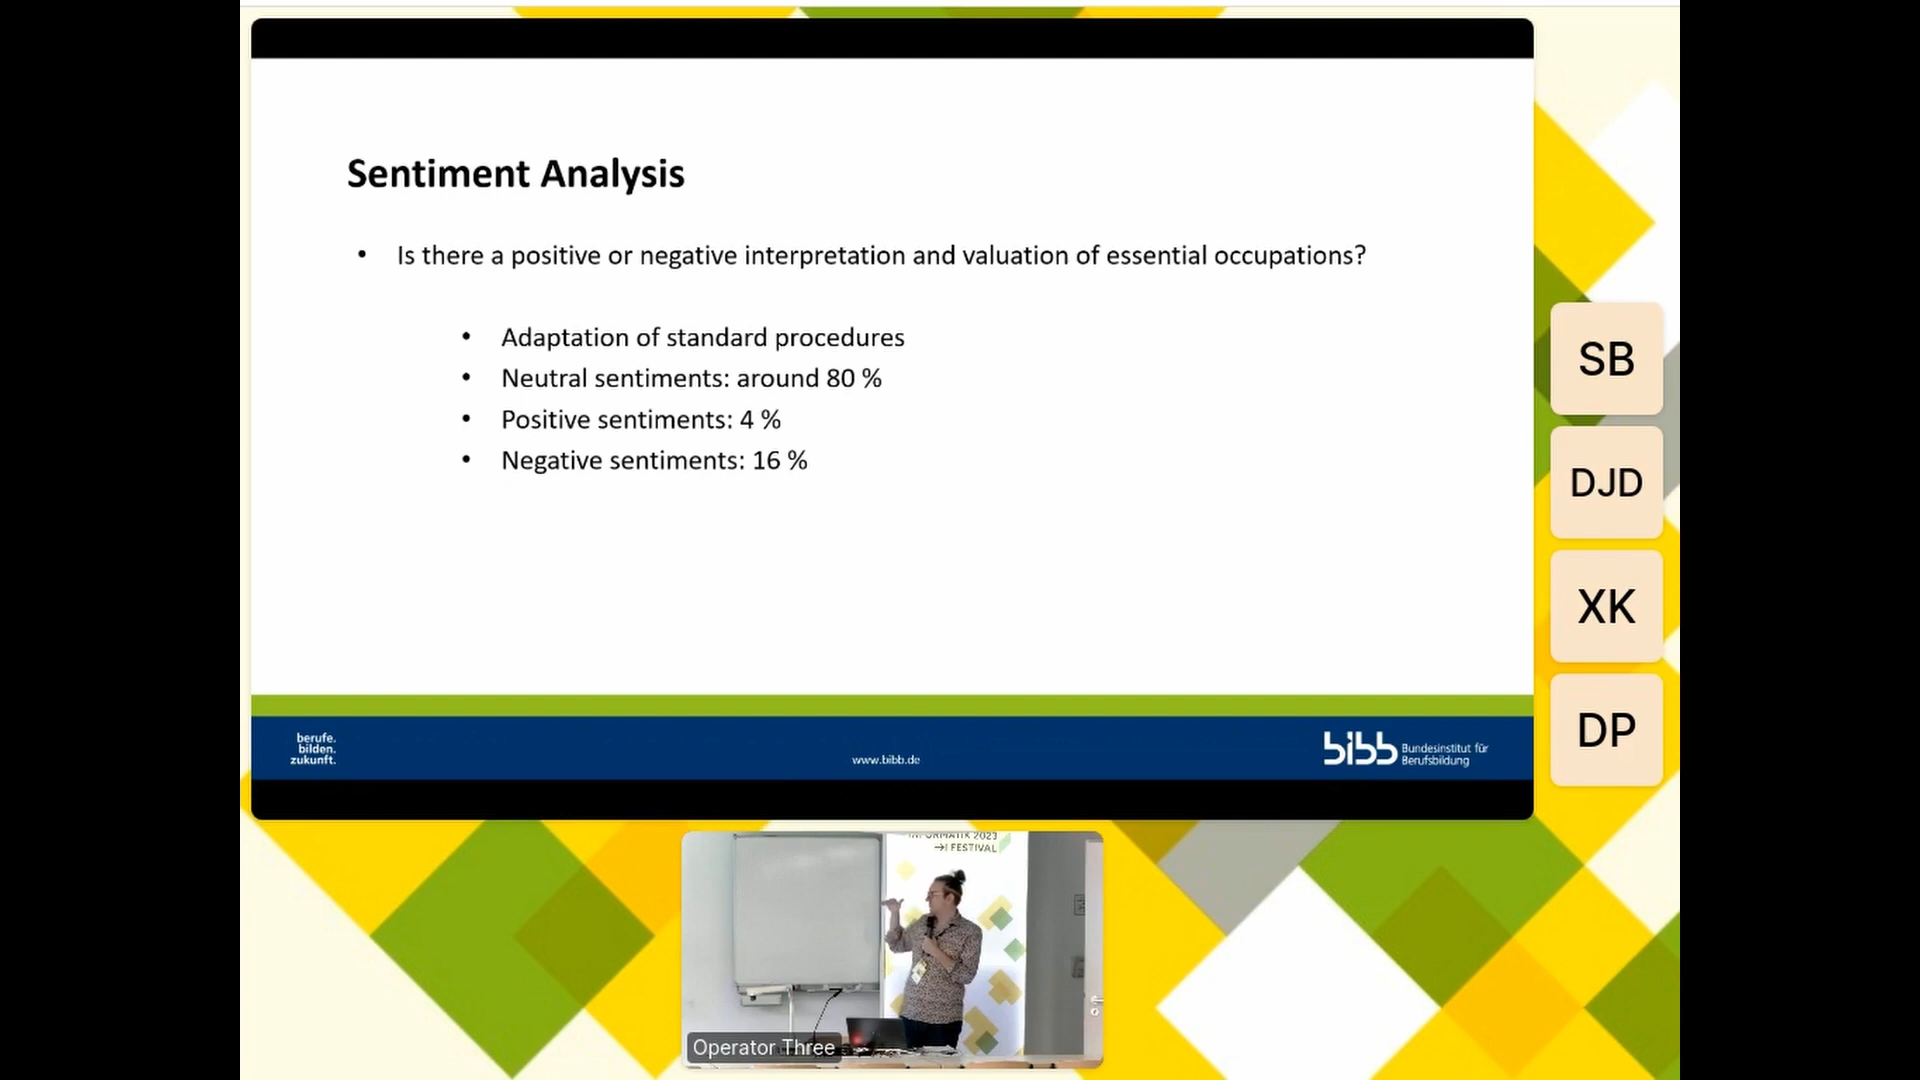 Sentiment Analysis
• Is there a positive or negative interpretation and valuation of essential occupations?
• Adaptation of standard procedures
• Neutral sentiments: around 80 %
• Positive sentiments: 4 %
• Negative sentiments: 16 %
berufe.
bilden.
zukunft.
www.bibb.de
bibb Bundesinstitut für
Berufsbildung
SB
DJD
XK
DP
INFORMATIK 2023
→I FESTIVAL
Operator Three